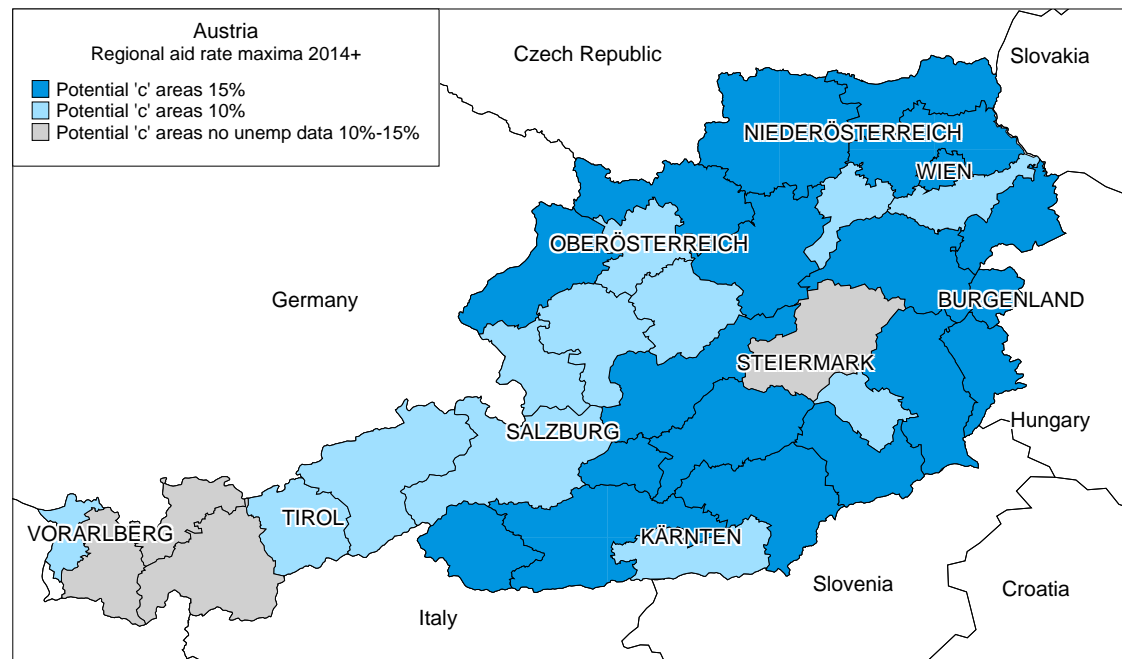 Austria
Regional aid rate maxima 2014+
Potential 'c' areas 15%
Potential 'c' areas 10%
Potential 'c' areas no unemp data 10%-15%
Czech Republic
Slovakia
NIEDERÖSTERREICH
WIEN
OBERÖSTERREICH
Germany
BURGENLAND
STEIERMARK
Hungary
SALZBURG
TIROL
VORARLBERG
KÄRNTEN
Slovenia
Croatia
Italy